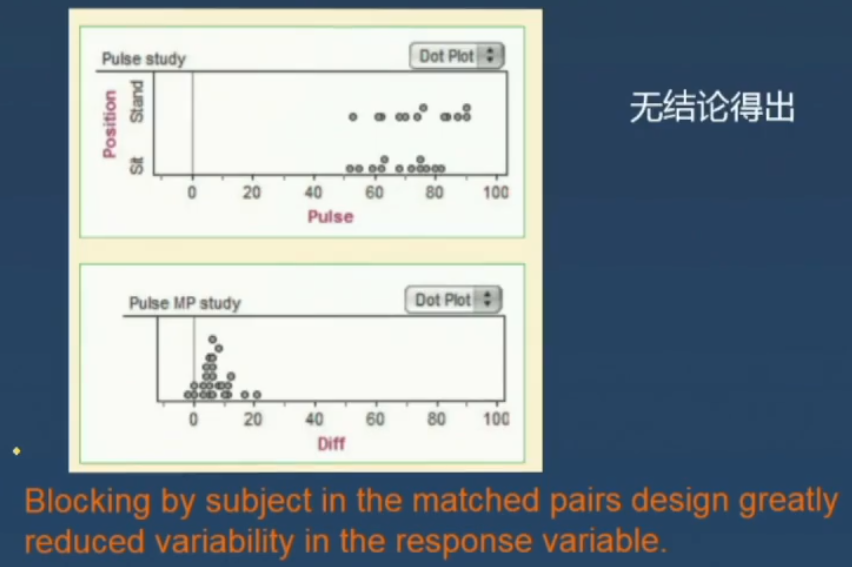 Pulse study
Dot Plot
Position
Stand
Sit
0 20 40 60 80 100
Pulse
无结论得出
Pulse MP study
Dot Plot
0 20 40 60 80 100
Diff
Blocking by subject in the matched pairs design greatly
reduced variability in the response variable.